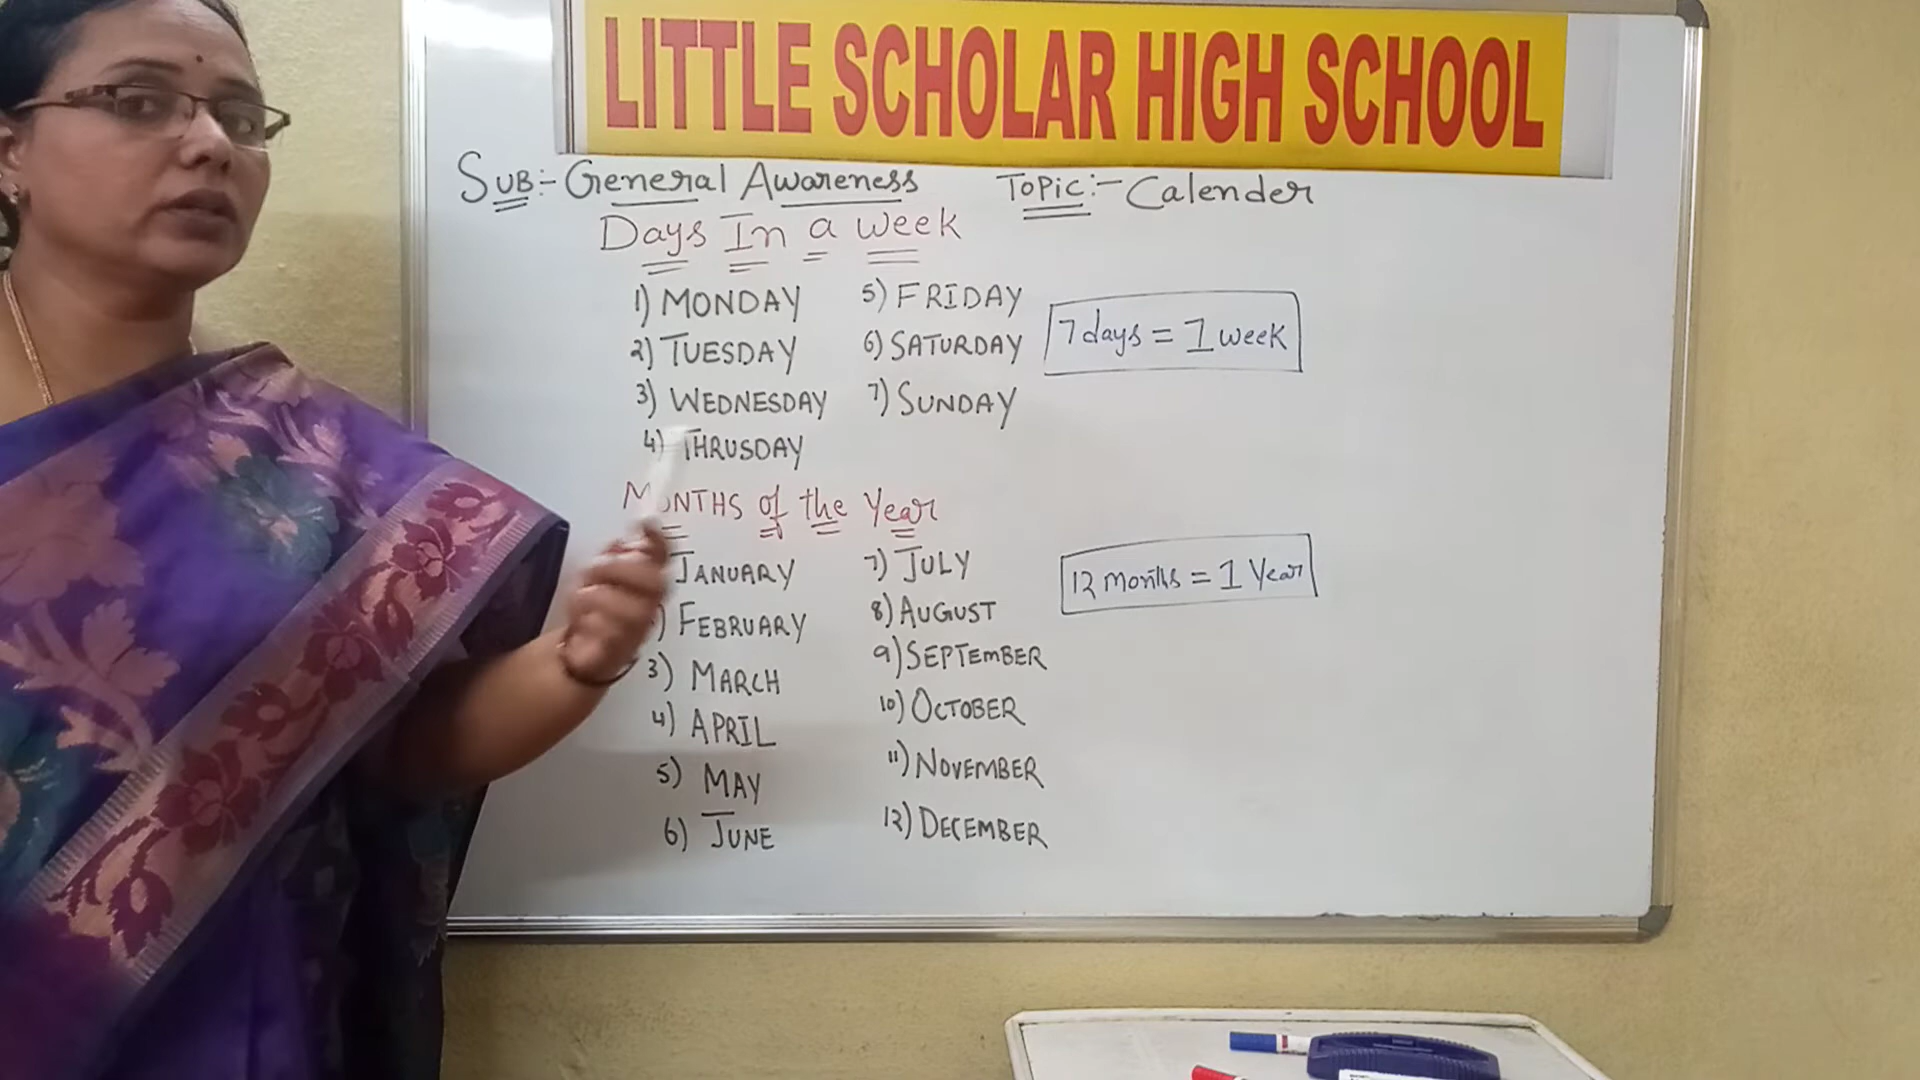 LITTLE SCHOLAR HIGH SCHOOL
SUB:- General Awareness Topic:- Calender
Days In a week
1) MONDAY 5) FRIDAY
2) TUESDAY 6) SATURDAY
3) WEDNESDAY 7) SUNDAY
4) THRUSDAY
7 days = 1 week
MONTHS of the Year
JANUARY 7) JULY
) FEBRUARY 8) AUGUST
3) MARCH 9) SEPTEmBER
4) APRIL 10) OCTOBER
5) MAY 11) NOVEMBER
6) JUNE 12) DECEMBER
12 months = 1 Year